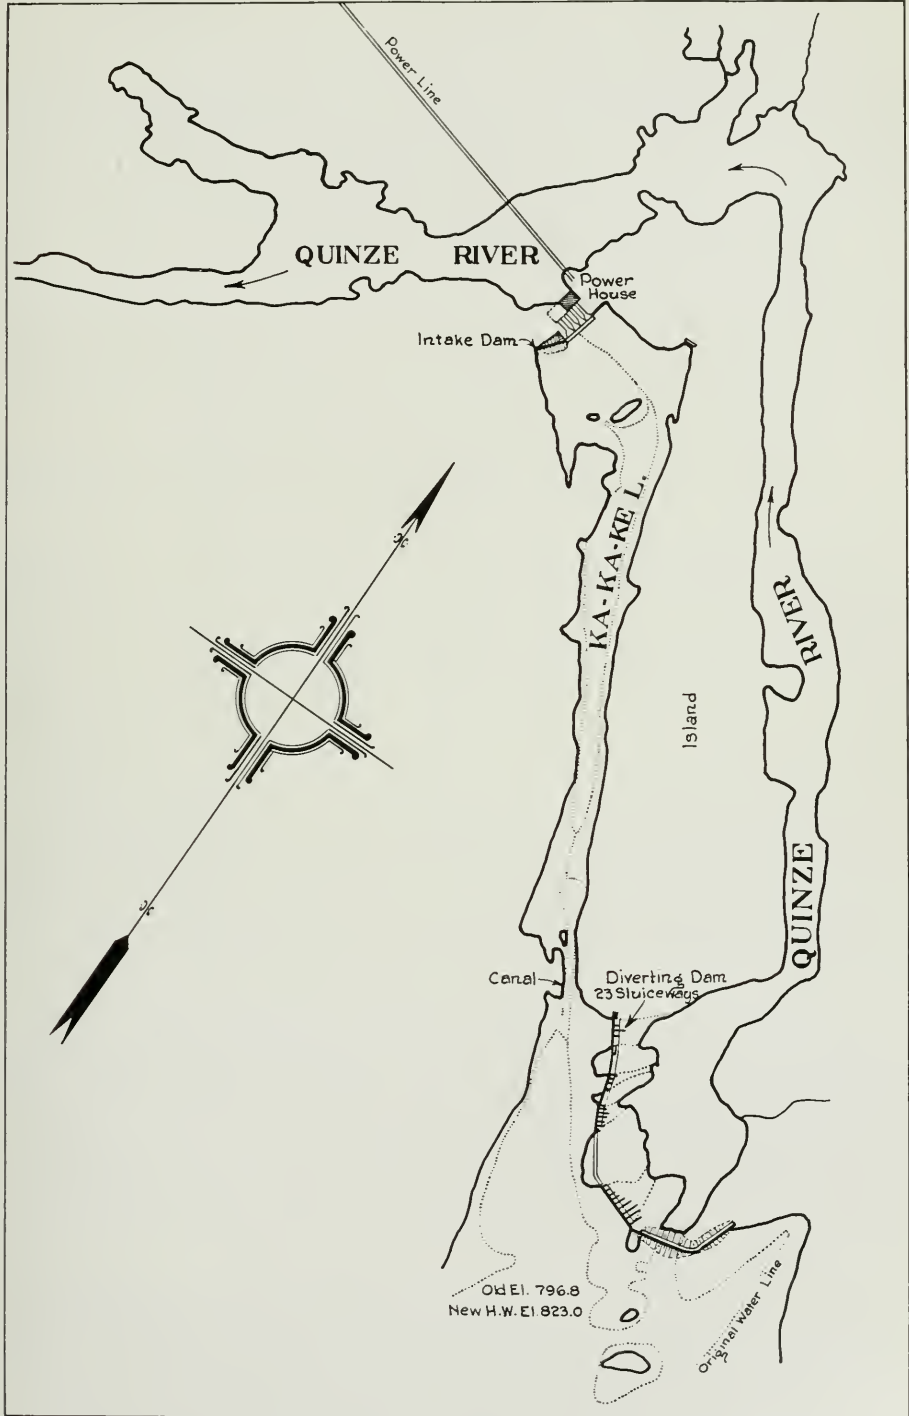 Power Line
QUINZE RIVER
Power
House
Intake Dam
KA-KA-KE L.
RIVER
Island
QUINZE
Canal
Diverting Dam
23 Sluiceways
Old El. 796.8
New H.W. El. 823.0
Original Water Line